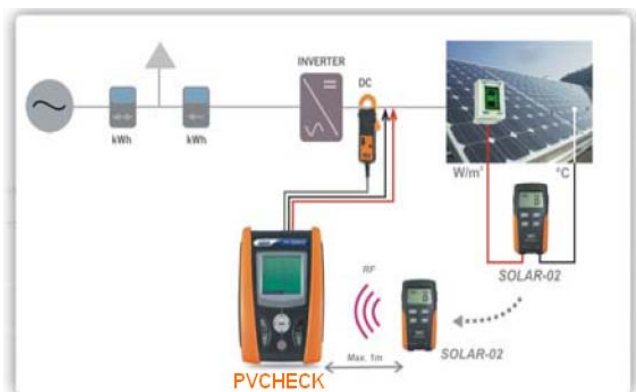 INVERTER
DC
kWh
kWh
W/m²
°C
SOLAR-02
RF
Max. 1m
SOLAR-02
PVCHECK